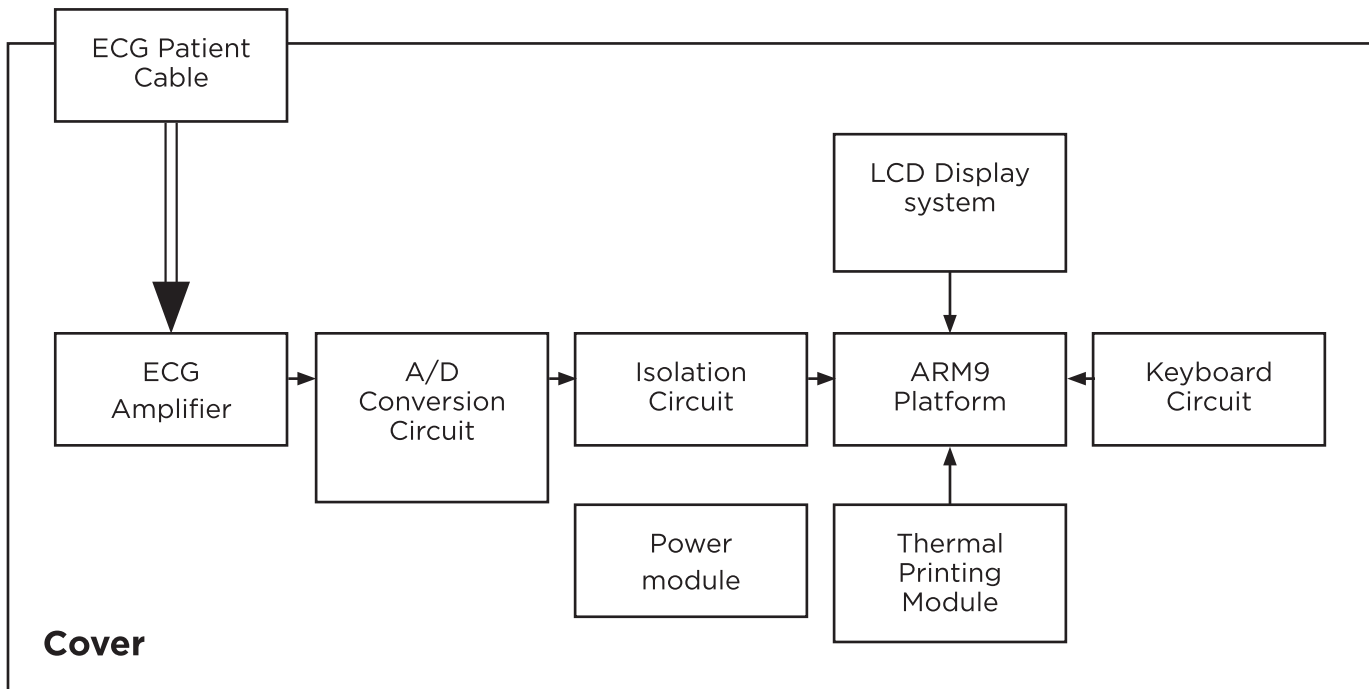 ECG Patient
Cable
LCD Display
system
ECG
Amplifier
A/D
Conversion
Circuit
Isolation
Circuit
ARM9
Platform
Keyboard
Circuit
Power
module
Thermal
Printing
Module
Cover